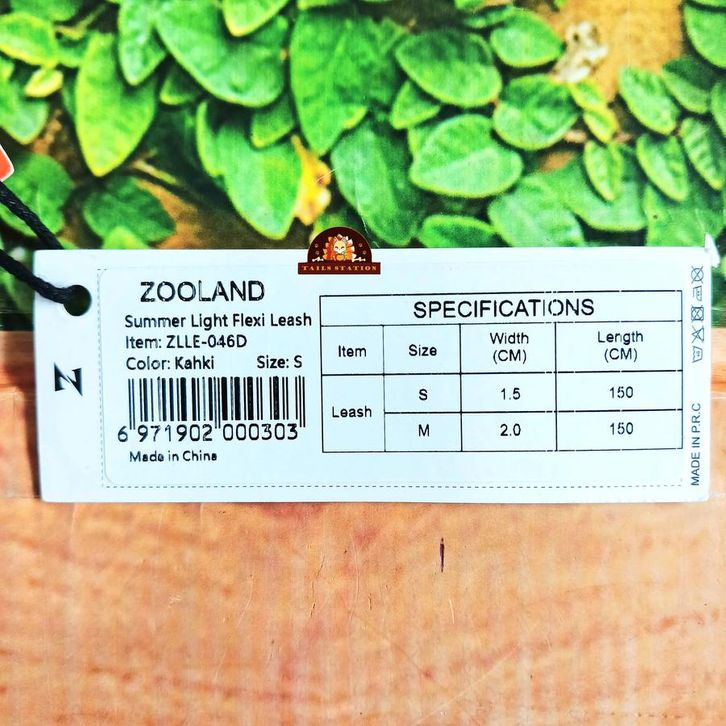 TAILS STATION
ZOOLAND
Summer Light Flexi Leash
Item: ZLLE-046D
Color: Kahki Size: S
6 971902 000303
Made in China
Z
SPECIFICATIONS
Item Size Width (CM) Length (CM)
Leash S 1.5 150
M 2.0 150
MADE IN P.R.C